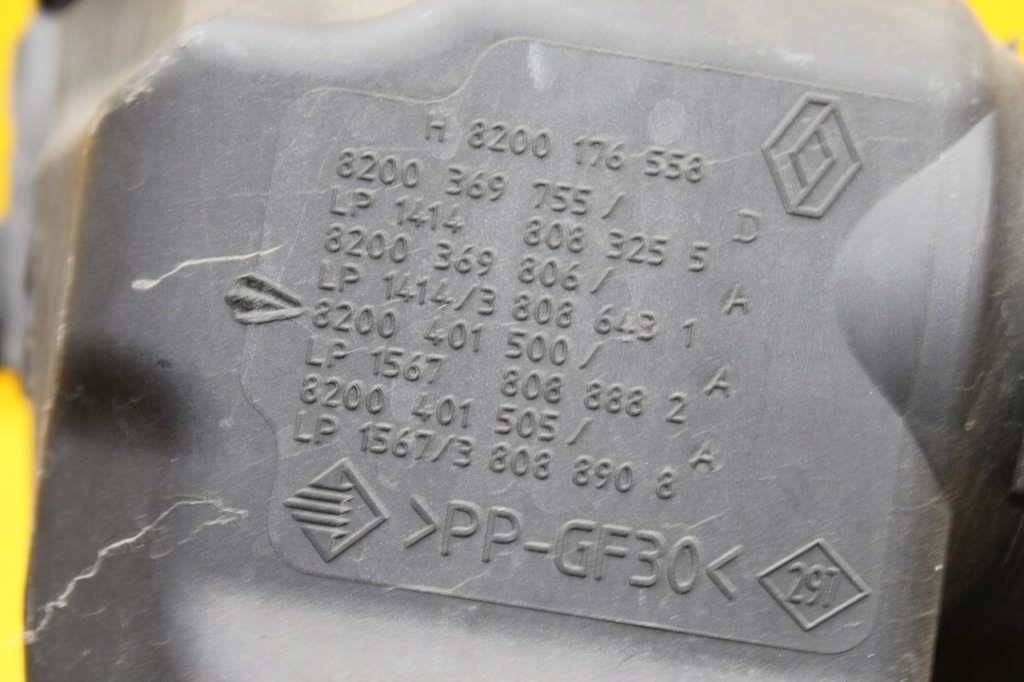 H 8200 176 558
8200 369 755/
LP 1414 808 325 5 D
8200 369 806/
LP 1414/3 808 643 1 A
8200 401 500/
LP 1567 808 888 2 A
8200 401 505/
LP 1567/3 808 890 8 A
>PP-GF30<
297